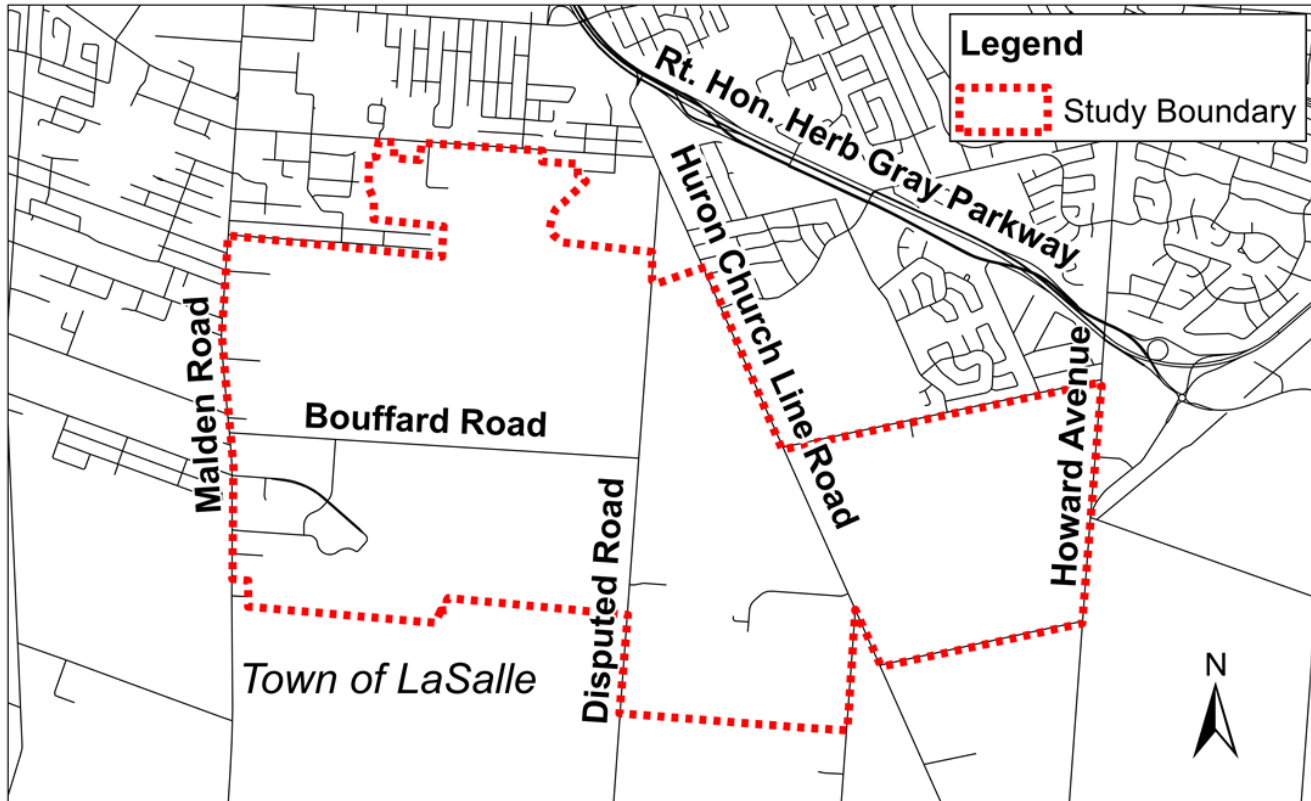 Legend
Study Boundary
Rt. Hon. Herb Gray Parkway
Huron Church Line Road
Malden Road
Bouffard Road
Howard Avenue
Disputed Road
Town of LaSalle
N